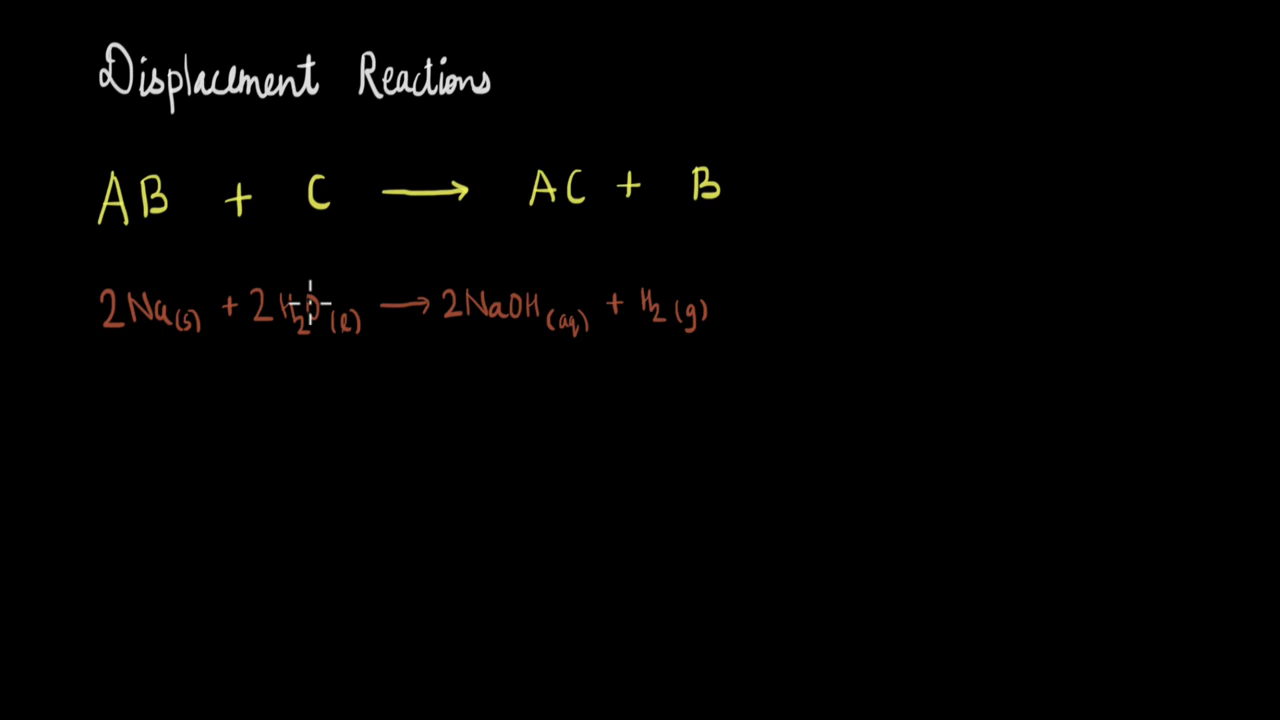 Displacement Reactions
AB + C ⟶ AC + B
2Na(s) + 2H₂O(l) ⟶ 2NaOH(aq) + H₂(g)